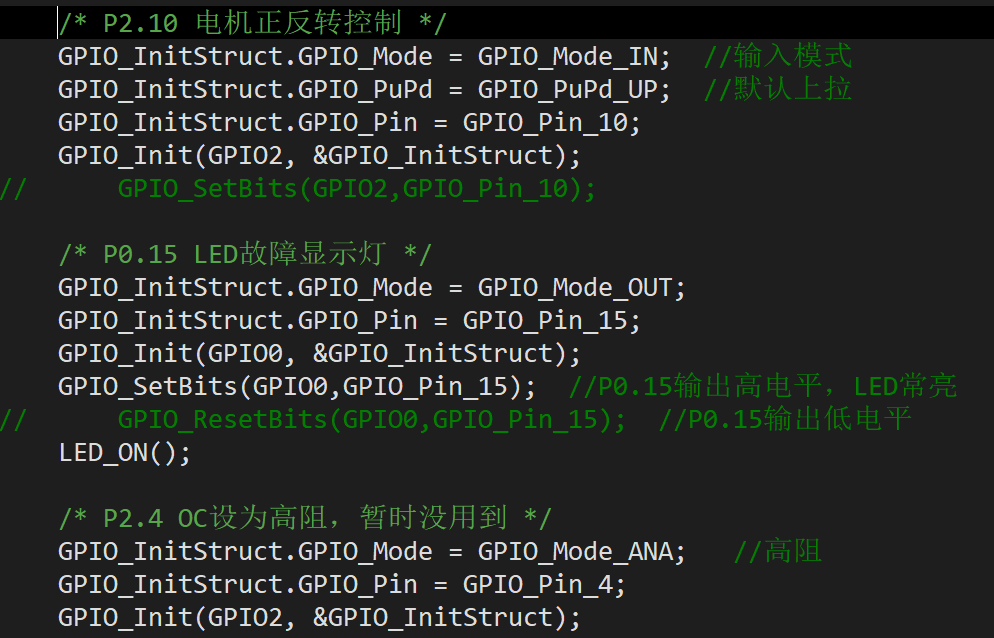 /* P2.10 电机正反转控制 */
GPIO_InitStruct.GPIO_Mode = GPIO_Mode_IN;  //输入模式
GPIO_InitStruct.GPIO_PuPd = GPIO_PuPd_UP;  //默认上拉
GPIO_InitStruct.GPIO_Pin = GPIO_Pin_10;
GPIO_Init(GPIO2, &GPIO_InitStruct);
//      GPIO_SetBits(GPIO2,GPIO_Pin_10);
/* P0.15 LED故障显示灯 */
GPIO_InitStruct.GPIO_Mode = GPIO_Mode_OUT;
GPIO_InitStruct.GPIO_Pin = GPIO_Pin_15;
GPIO_Init(GPIO0, &GPIO_InitStruct);
GPIO_SetBits(GPIO0,GPIO_Pin_15);  //P0.15输出高电平，LED常亮
//      GPIO_ResetBits(GPIO0,GPIO_Pin_15);  //P0.15输出低电平
LED_ON();
/* P2.4 OC设为高阻，暂时没用到 */
GPIO_InitStruct.GPIO_Mode = GPIO_Mode_ANA;   //高阻
GPIO_InitStruct.GPIO_Pin = GPIO_Pin_4;
GPIO_Init(GPIO2, &GPIO_InitStruct);